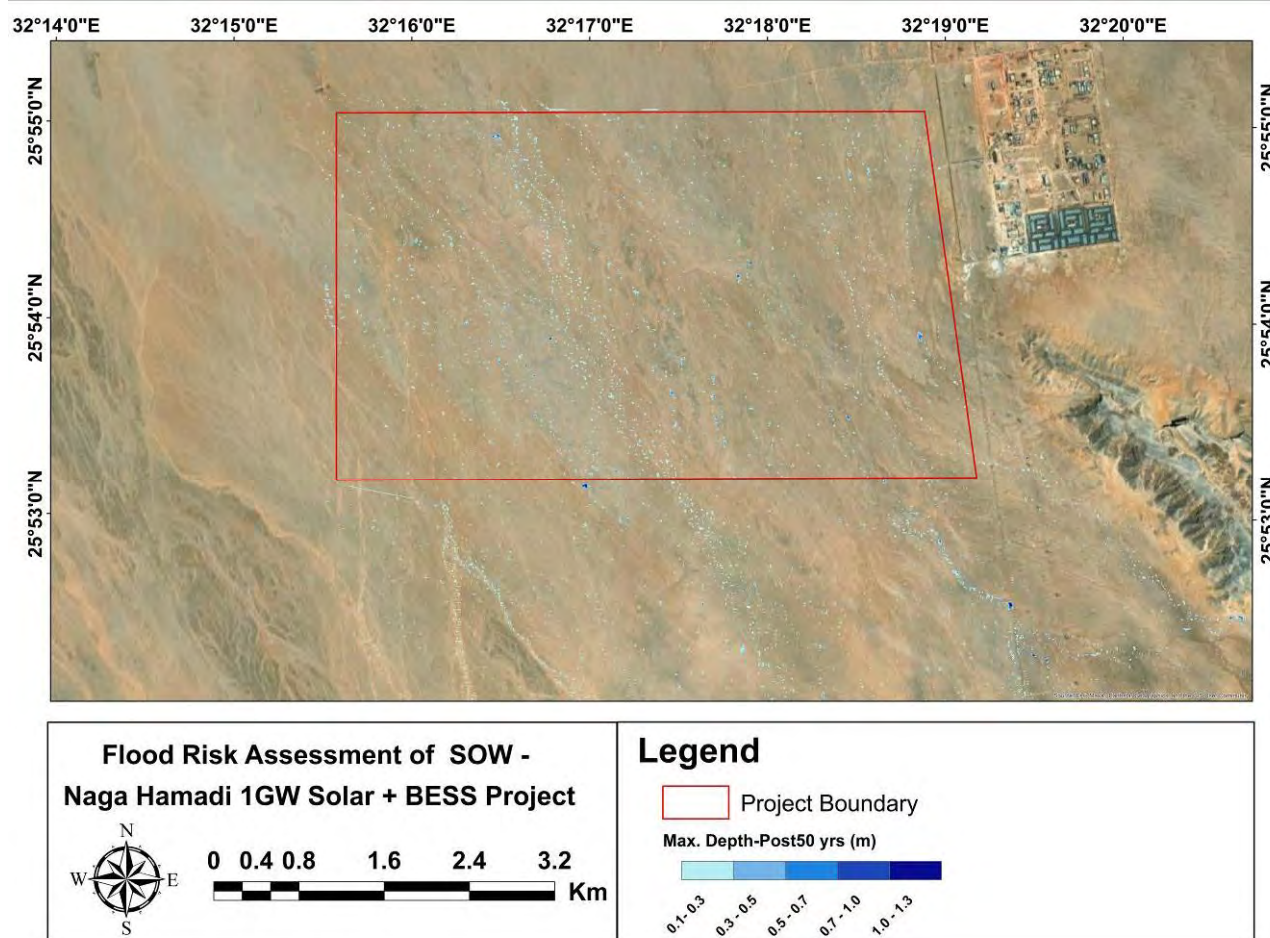 32°14'0"E 32°15'0"E 32°16'0"E 32°17'0"E 32°18'0"E 32°19'0"E 32°20'0"E
25°55'0"N 25°55'0"N
25°54'0"N 25°54'0"N
25°53'0"N 25°53'0"N
Flood Risk Assessment of SOW -
Naga Hamadi 1GW Solar + BESS Project
N
W E
S
0 0.4 0.8 1.6 2.4 3.2
Km
Legend
Project Boundary
Max. Depth-Post50 yrs (m)
0.1- 0.3 0.3 - 0.5 0.5 - 0.7 0.7 - 1.0 1.0 - 1.3